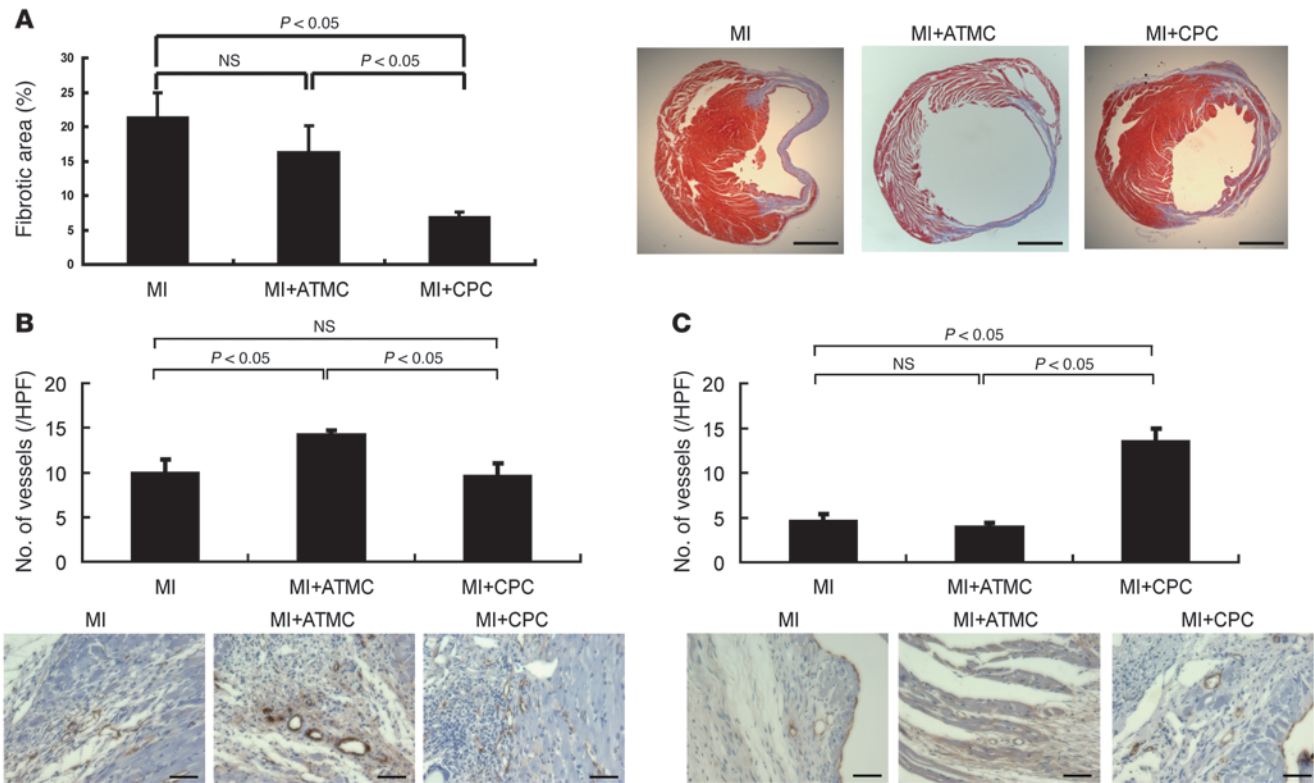 A
P < 0.05
NS
P < 0.05
Fibrotic area (%)
30
25
20
15
10
5
0
MI
MI+ATMC
MI+CPC
MI
MI+ATMC
MI+CPC
B
NS
P < 0.05
P < 0.05
No. of vessels (/HPF)
20
15
10
5
0
MI
MI+ATMC
MI+CPC
MI
MI+ATMC
MI+CPC
C
P < 0.05
NS
P < 0.05
No. of vessels (/HPF)
20
15
10
5
0
MI
MI+ATMC
MI+CPC
MI
MI+ATMC
MI+CPC